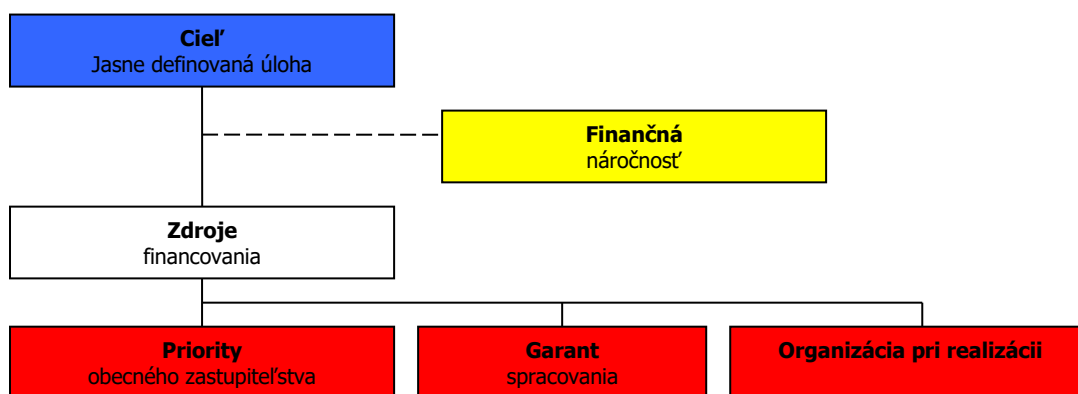 Cieľ
Jasne definovaná úloha
Finančná
náročnosť
Zdroje
financovania
Priority
obecného zastupiteľstva
Garant
spracovania
Organizácia pri realizácii